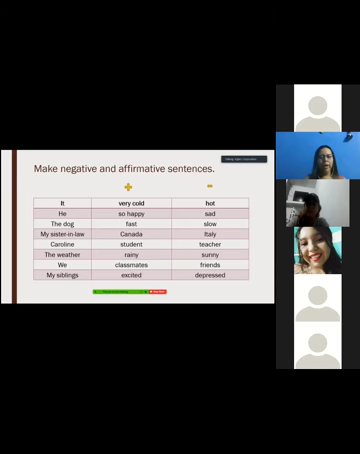 Make negative and affirmative sentences.
+ -
It very cold hot
He so happy sad
The dog fast slow
My sister-in-law Canada Italy
Caroline student teacher
The weather rainy sunny
We classmates friends
My siblings excited depressed